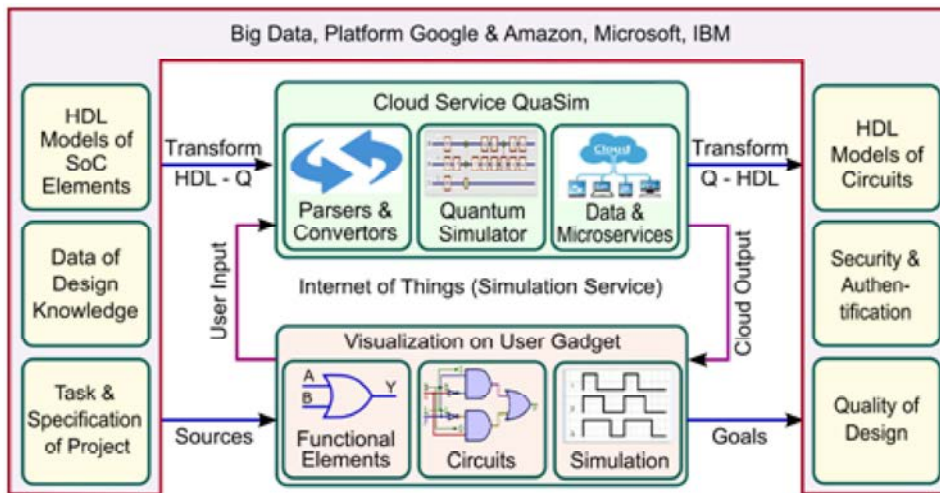 Big Data, Platform Google & Amazon, Microsoft, IBM
HDL
Models of
SoC
Elements
Data of
Design
Knowledge
Task &
Specification
of Project
Transform
HDL - Q
User Input
Sources
Cloud Service QuaSim
Parsers &
Convertors
Quantum
Simulator
Cloud
Data &
Microservices
Internet of Things (Simulation Service)
Visualization on User Gadget
A
B
Y
Functional
Elements
Circuits
Simulation
Transform
Q - HDL
Cloud Output
Goals
HDL
Models of
Circuits
Security &
Authen-
tification
Quality of
Design